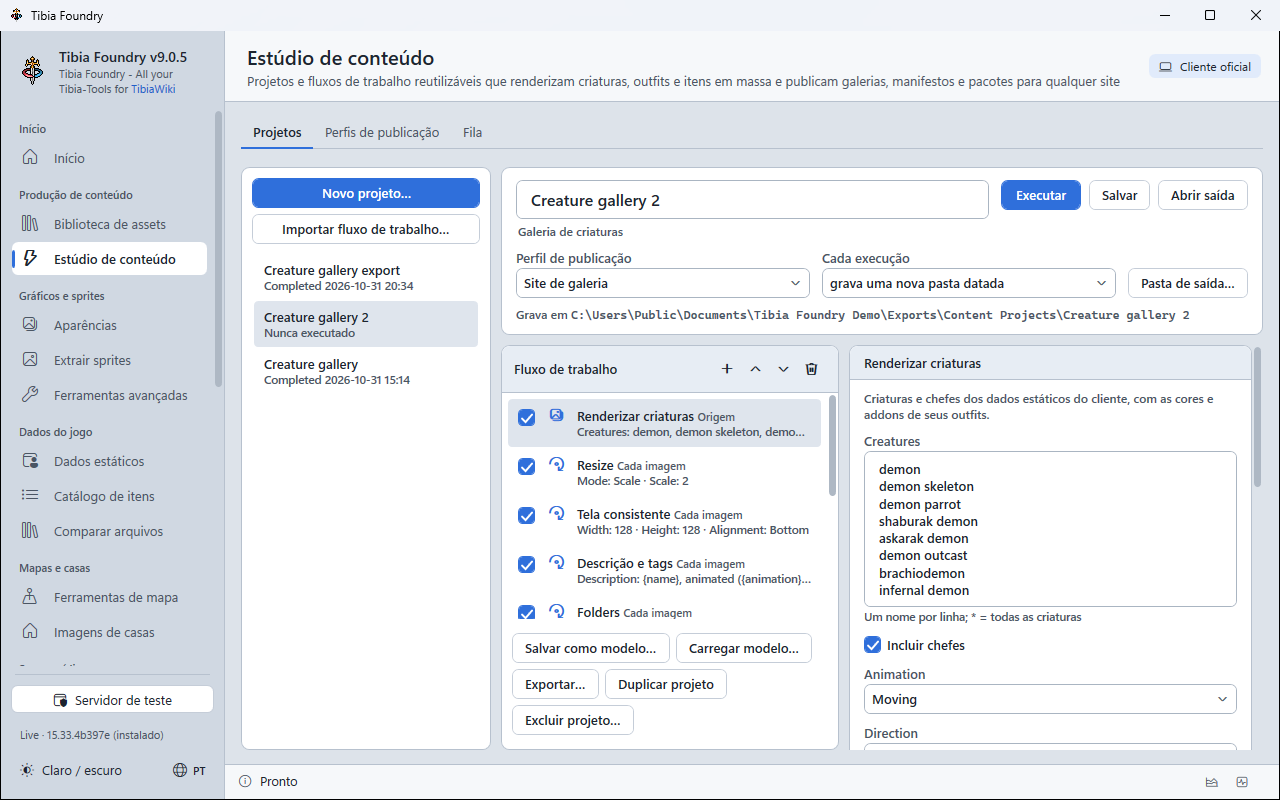 Tibia Foundry
Tibia Foundry v9.0.5
Tibia Foundry - All your
Tibia-Tools for TibiaWiki
Início
Início
Produção de conteúdo
Biblioteca de assets
Estúdio de conteúdo
Gráficos e sprites
Aparências
Extrair sprites
Ferramentas avançadas
Dados do jogo
Dados estáticos
Catálogo de itens
Comparar arquivos
Mapas e casas
Ferramentas de mapa
Imagens de casas
Servidor de teste
Live · 15.33.4b397e (instalado)
Claro / escuro
PT
Estúdio de conteúdo
Projetos e fluxos de trabalho reutilizáveis que renderizam criaturas, outfits e itens em massa e publicam galerias, manifestos e pacotes para qualquer site
Cliente oficial
Projetos
Perfis de publicação
Fila
Novo projeto...
Importar fluxo de trabalho...
Creature gallery export
Completed 2026-10-31 20:34
Creature gallery 2
Nunca executado
Creature gallery
Completed 2026-10-31 15:14
Creature gallery 2
Executar
Salvar
Abrir saída
Galeria de criaturas
Perfil de publicação
Cada execução
Site de galeria
grava uma nova pasta datada
Pasta de saída...
Grava em C:\Users\Public\Documents\Tibia Foundry Demo\Exports\Content Projects\Creature gallery 2
Fluxo de trabalho
Renderizar criaturas Origem
Creatures: demon, demon skeleton, demo...
Resize Cada imagem
Mode: Scale · Scale: 2
Tela consistente Cada imagem
Width: 128 · Height: 128 · Alignment: Bottom
Descrição e tags Cada imagem
Description: {name}, animated ({animation}...
Folders Cada imagem
Salvar como modelo...
Carregar modelo...
Exportar...
Duplicar projeto
Excluir projeto...
Renderizar criaturas
Criaturas e chefes dos dados estáticos do cliente, com as cores e
addons de seus outfits.
Creatures
demon
demon skeleton
demon parrot
shaburak demon
askarak demon
demon outcast
brachiodemon
infernal demon
Um nome por linha; * = todas as criaturas
Incluir chefes
Animation
Moving
Direction
Pronto